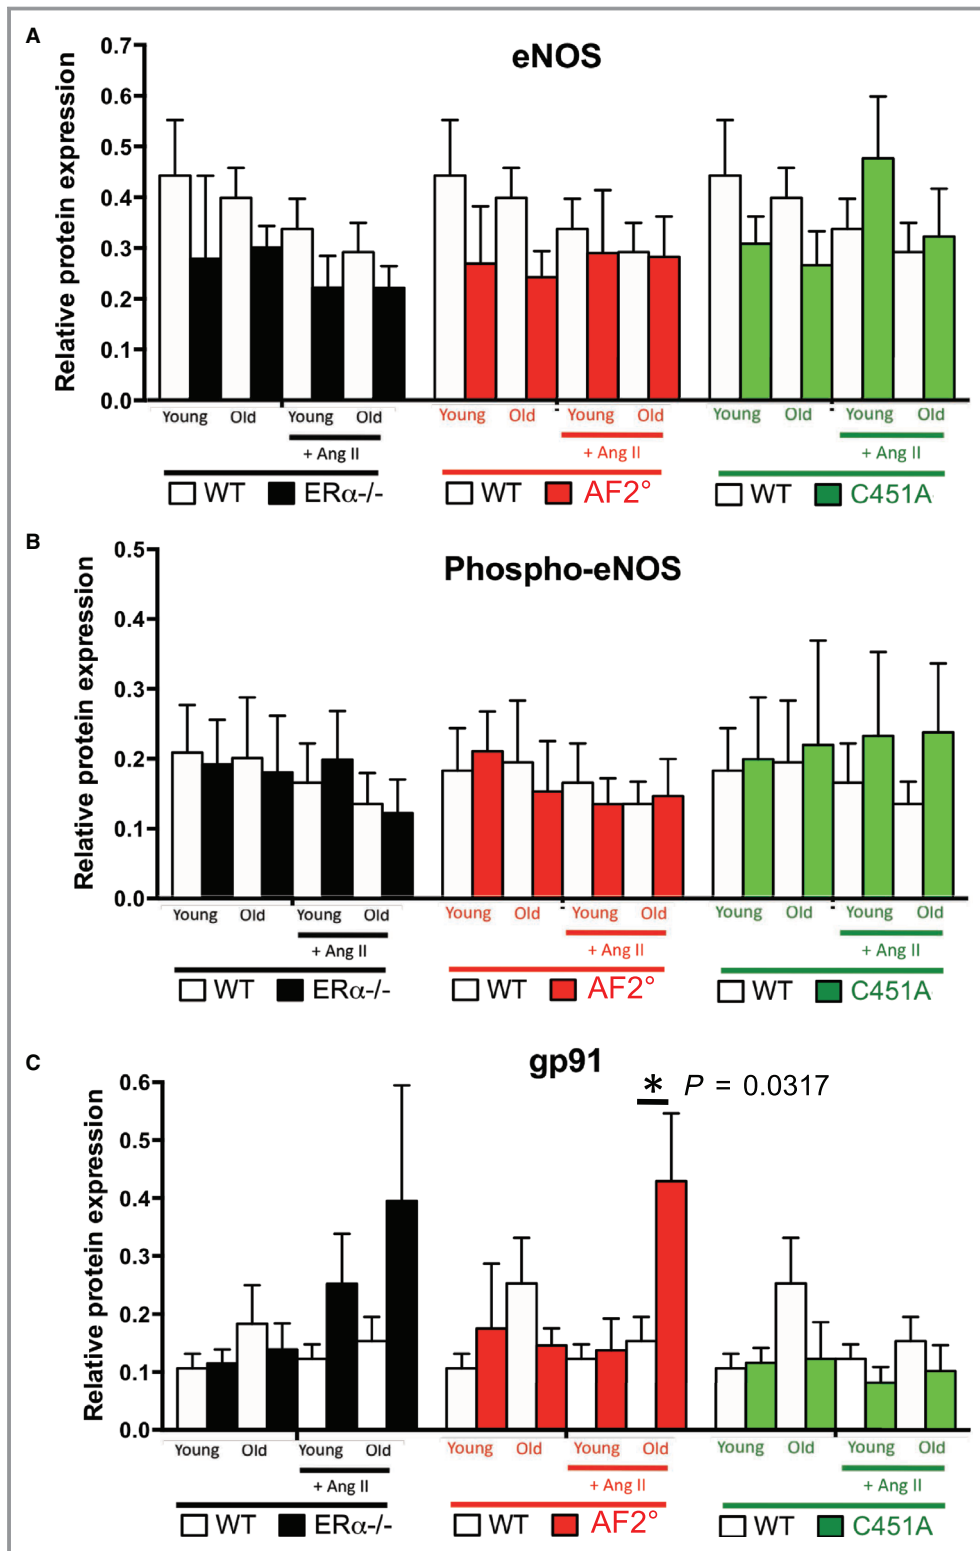 A
eNOS
Relative protein expression
0.7
0.6
0.5
0.4
0.3
0.2
0.1
0.0
Young Old Young Old Young Old Young Old Young Old Young Old
+ Ang II + Ang II + Ang II
WT ERα-/- WT AF2° WT C451A
B
Phospho-eNOS
Relative protein expression
0.5
0.4
0.3
0.2
0.1
0.0
Young Old Young Old Young Old Young Old Young Old Young Old
+ Ang II + Ang II + Ang II
WT ERα-/- WT AF2° WT C451A
C
gp91
* P = 0.0317
Relative protein expression
0.6
0.5
0.4
0.3
0.2
0.1
0.0
Young Old Young Old Young Old Young Old Young Old Young Old
+ Ang II + Ang II + Ang II
WT ERα-/- WT AF2° WT C451A